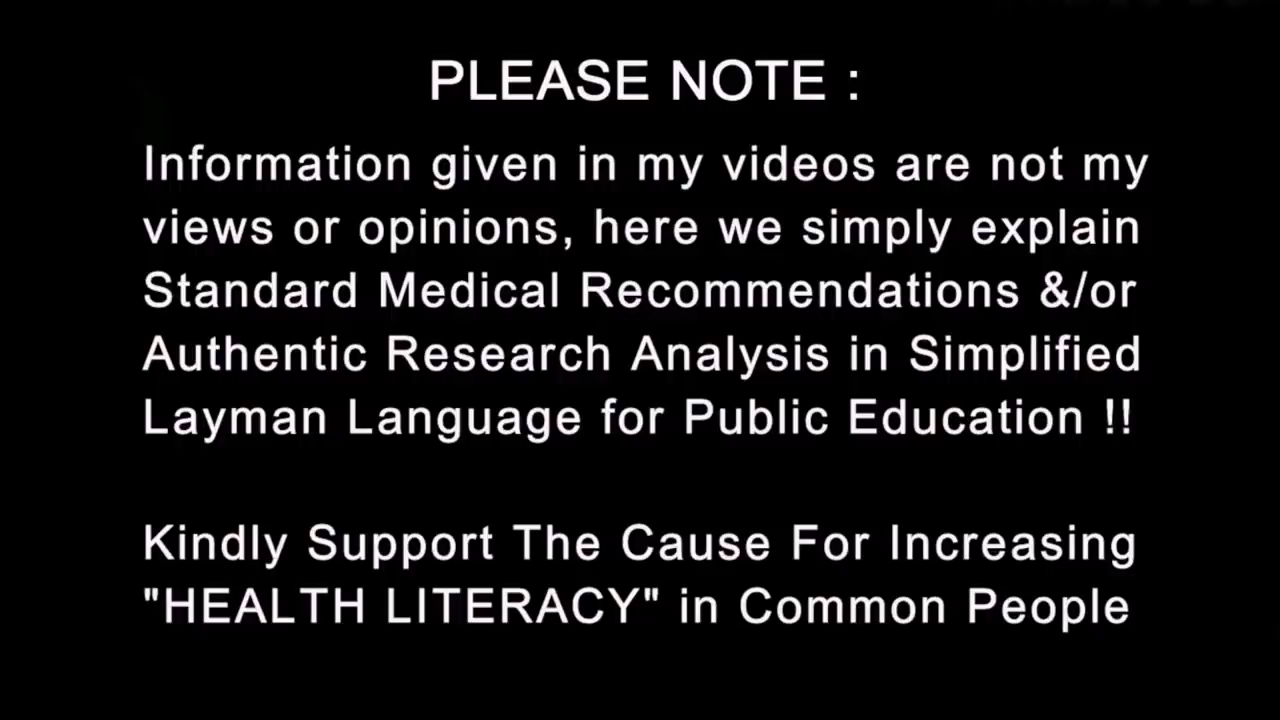 PLEASE NOTE :
Information given in my videos are not my
views or opinions, here we simply explain
Standard Medical Recommendations &/or
Authentic Research Analysis in Simplified
Layman Language for Public Education !!
Kindly Support The Cause For Increasing
"HEALTH LITERACY" in Common People